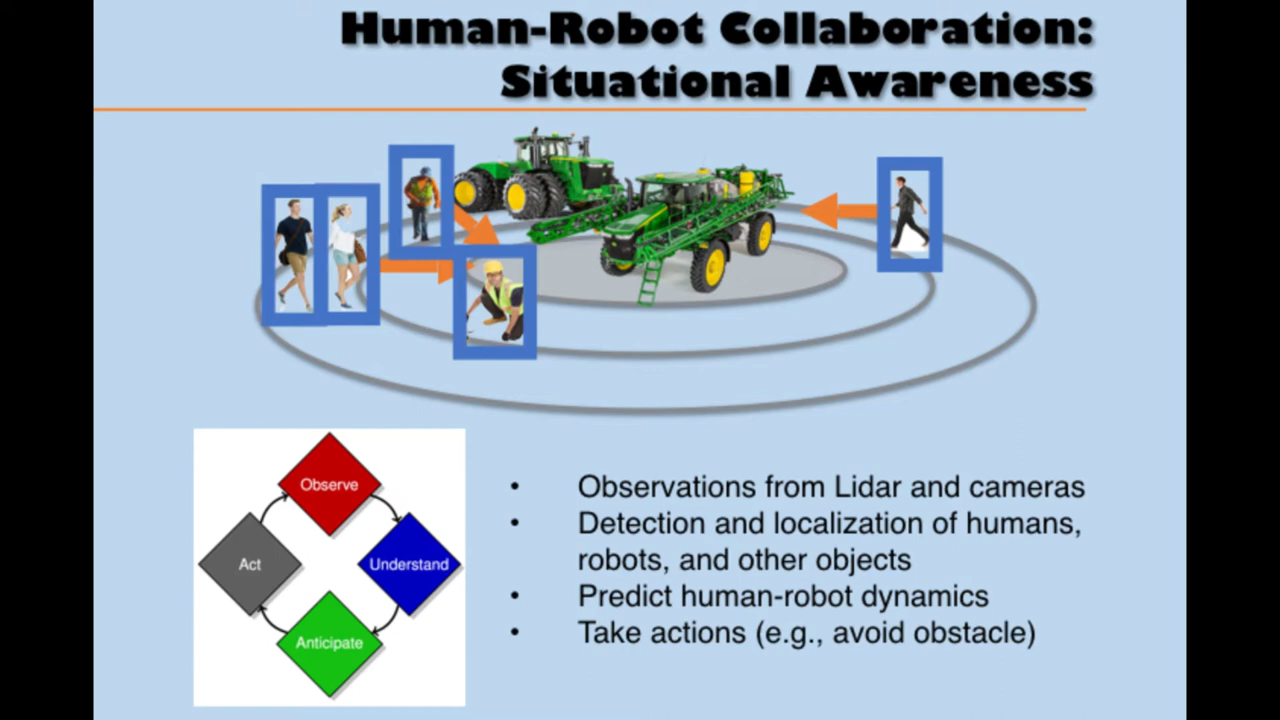 Human-Robot Collaboration:
Situational Awareness
Observe
Act
Understand
Anticipate
• Observations from Lidar and cameras
• Detection and localization of humans,
robots, and other objects
• Predict human-robot dynamics
• Take actions (e.g., avoid obstacle)